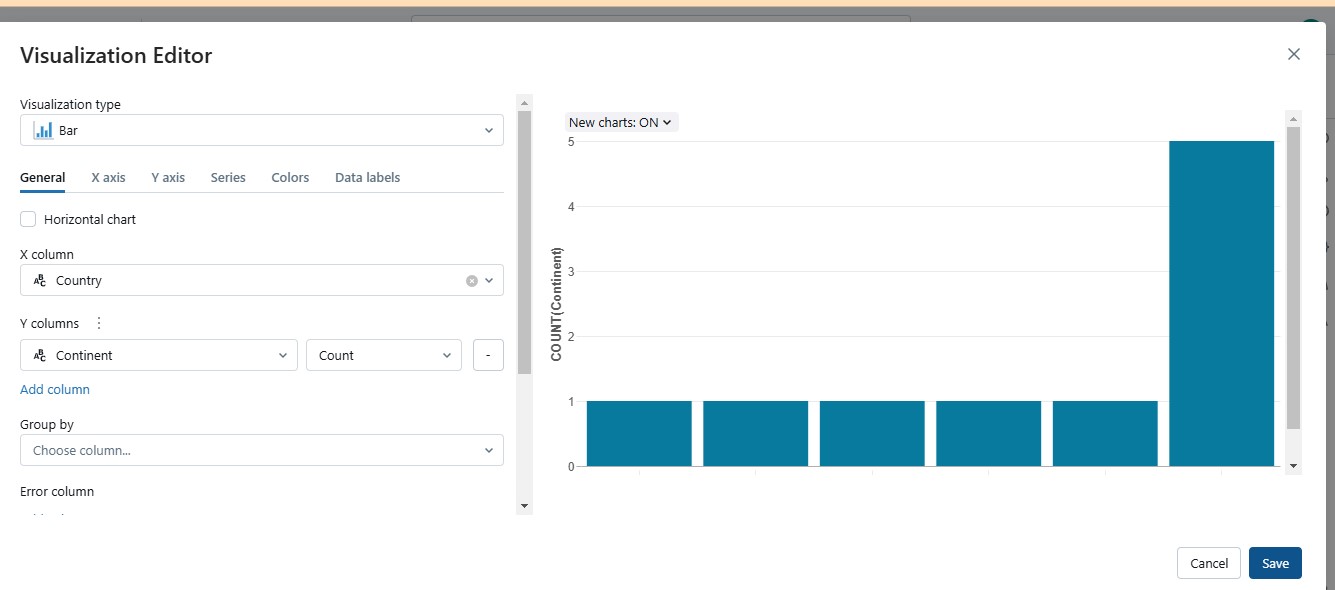 Visualization Editor
Visualization type
Bar
General X axis Y axis Series Colors Data labels
Horizontal chart
X column
Country
Y columns
Continent Count -
Add column
Group by
Choose column...
Error column
New charts: ON
COUNT(Continent)
5
4
3
2
1
0
Cancel Save